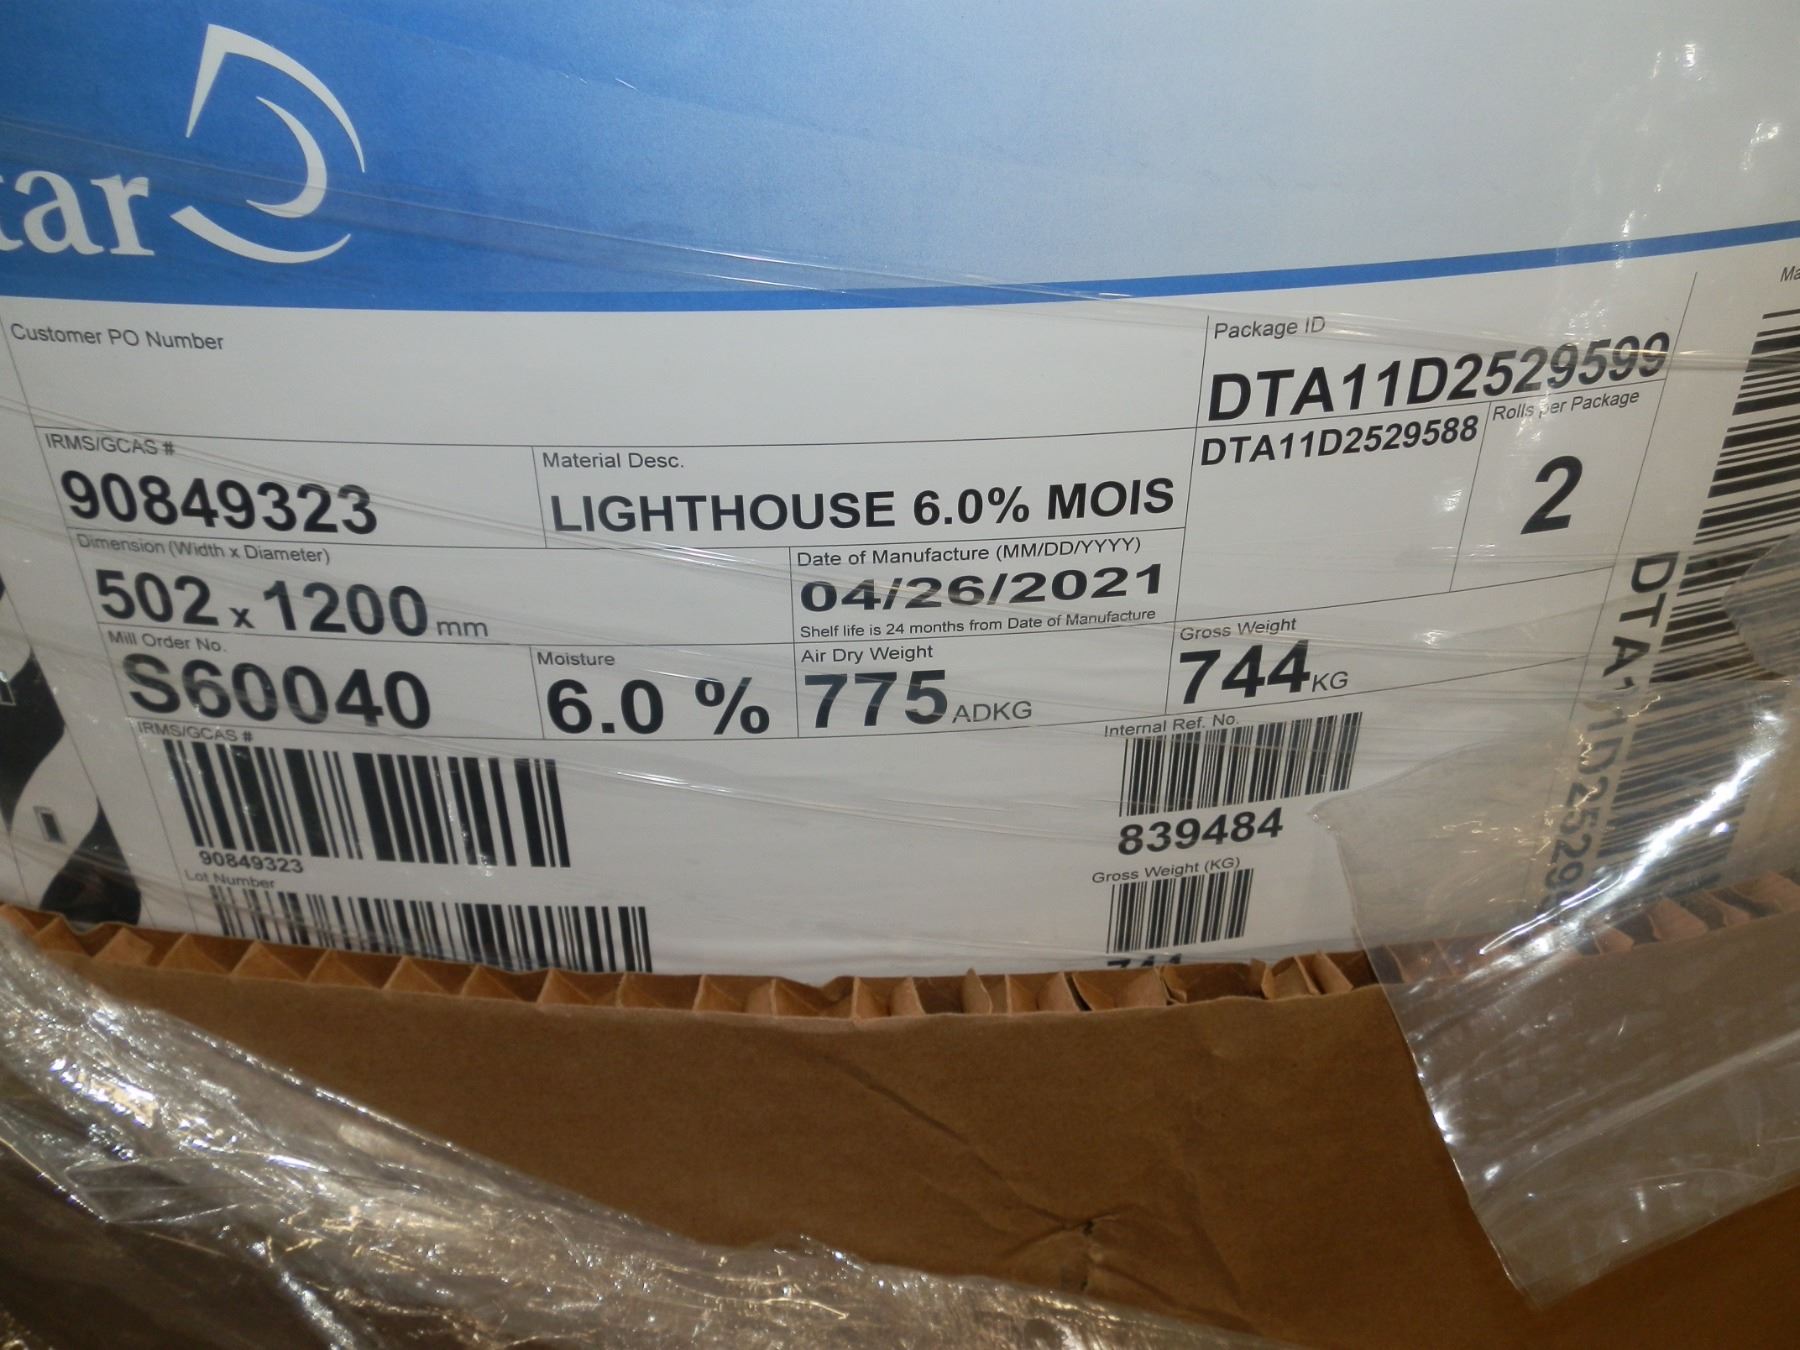 tar
Customer PO Number
Package ID
DTA11D2529599
DTA11D2529588
Rolls per Package
2
IRMS/GCAS #
90849323
Material Desc.
LIGHTHOUSE 6.0% MOIS
Dimension (Width x Diameter)
502 x 1200 mm
Date of Manufacture (MM/DD/YYYY)
04/26/2021
Shelf life is 24 months from Date of Manufacture
Mill Order No.
S60040
Moisture
6.0 %
Air Dry Weight
775 ADKG
Gross Weight
744 KG
IRMS/GCAS #
90849323
Lot Number
Internal Ref. No.
839484
Gross Weight (KG)
744
Ma
DTA11D2529